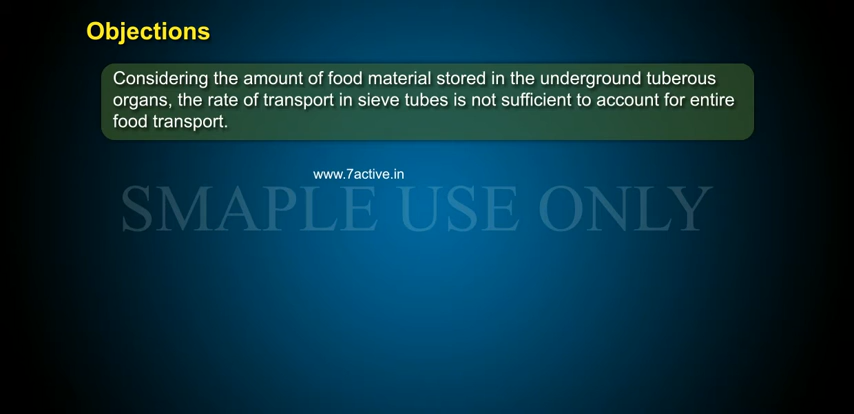 Objections
Considering the amount of food material stored in the underground tuberous
organs, the rate of transport in sieve tubes is not sufficient to account for entire
food transport.
www.7active.in
SMAPLE USE ONLY